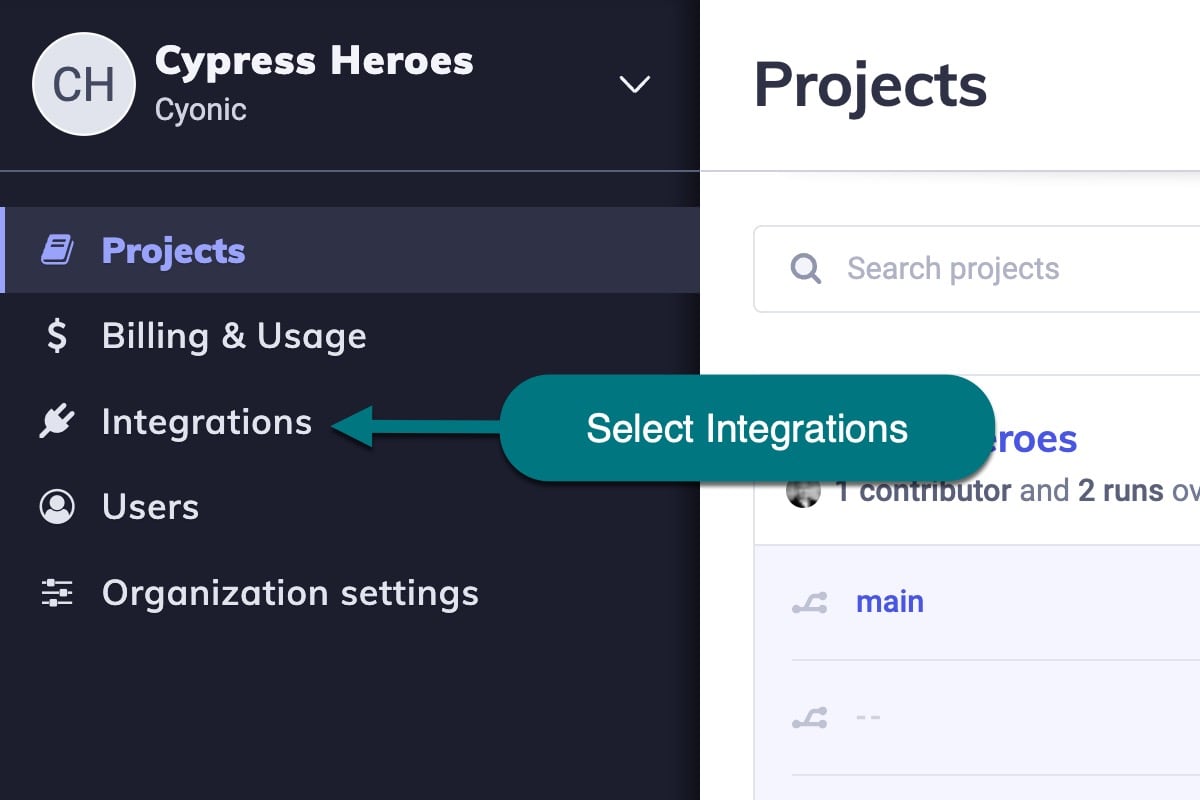 CH
Cypress Heroes
Cyonic
Projects
Billing & Usage
Integrations
Users
Organization settings
Projects
Search projects
Select Integrations
eroes
1 contributor and 2 runs ov
main
--